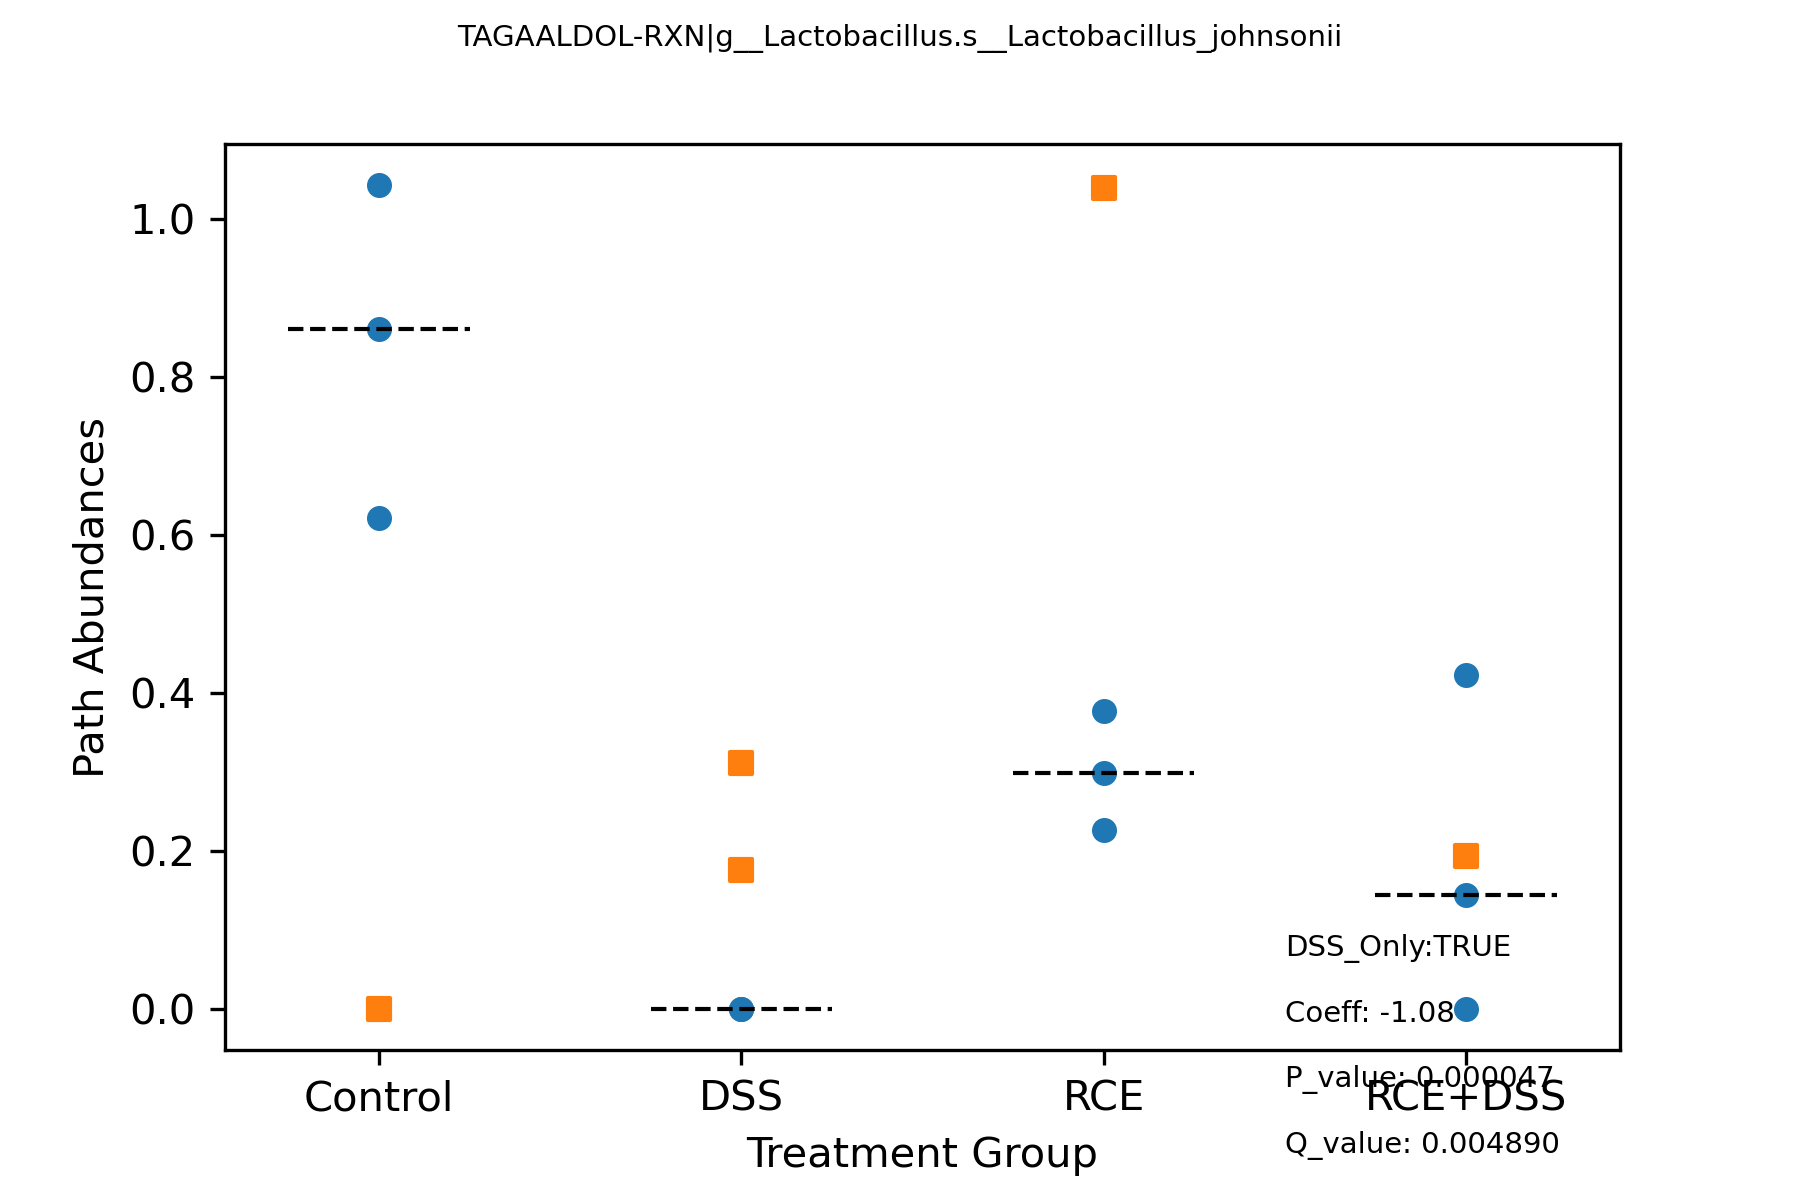 TAGAALDOL-RXN|g__Lactobacillus.s__Lactobacillus_johnsonii
Path Abundances
1.0
0.8
0.6
0.4
0.2
0.0
DSS_Only:TRUE
Coeff: -1.08
P_value: 0.000047
Q_value: 0.004890
Control
DSS
RCE
RCE+DSS
Treatment Group